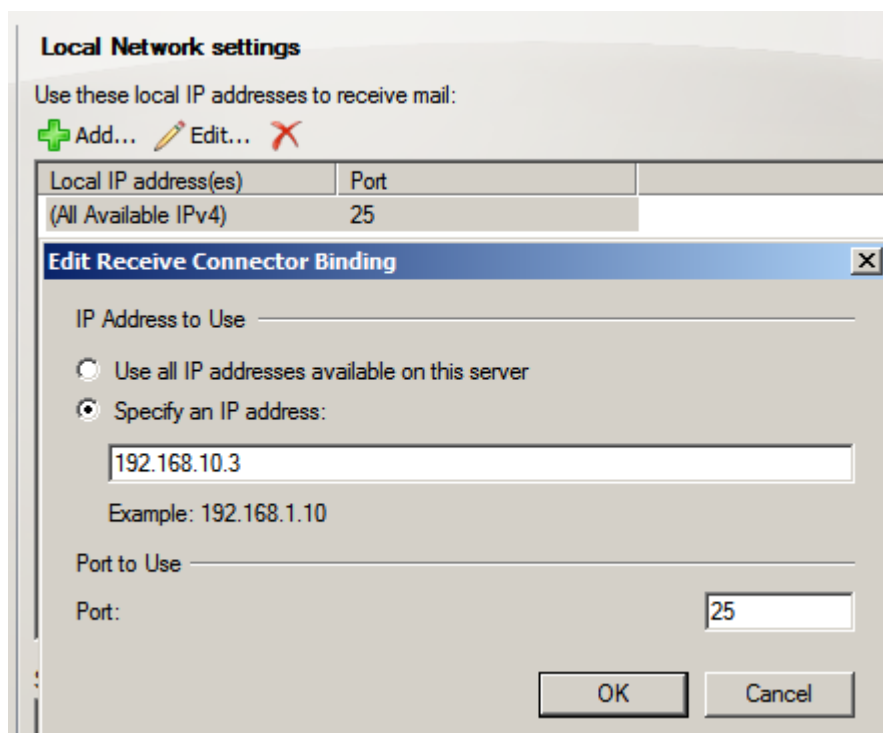 Local Network settings
Use these local IP addresses to receive mail:
Add... Edit...
Local IP address(es) Port
(All Available IPv4) 25
Edit Receive Connector Binding
IP Address to Use
Use all IP addresses available on this server
Specify an IP address:
192.168.10.3
Example: 192.168.1.10
Port to Use
Port: 25
OK Cancel